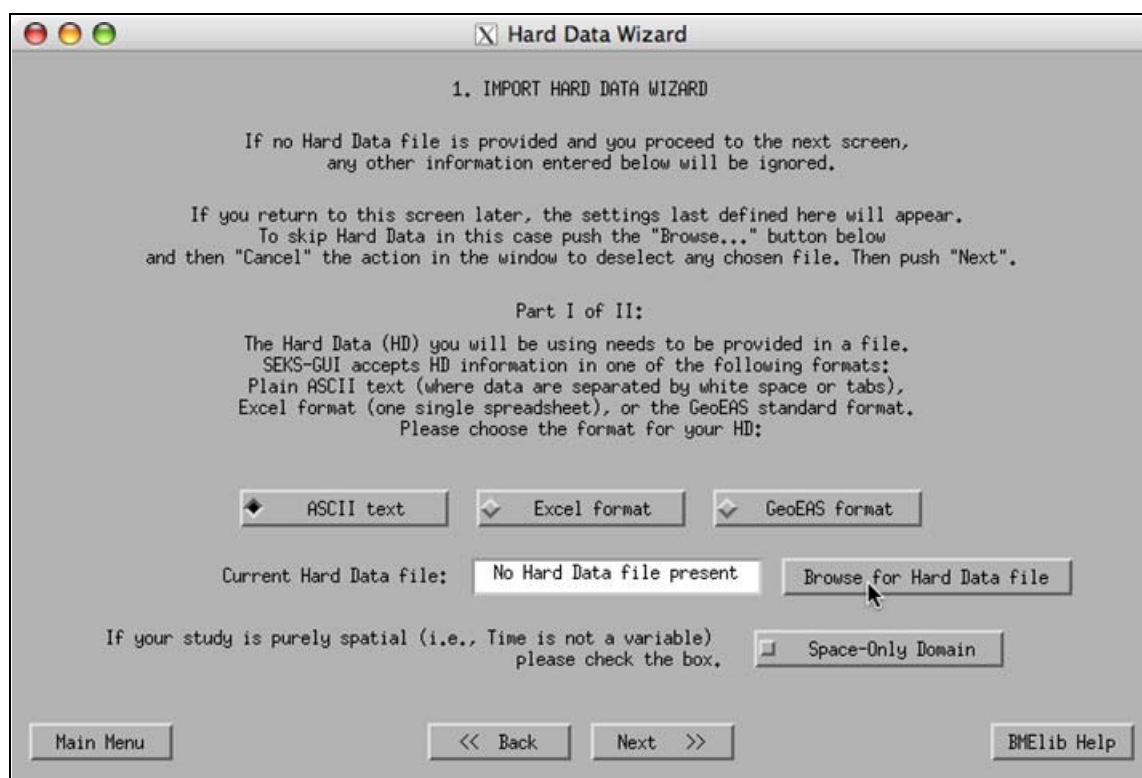 X Hard Data Wizard
1. IMPORT HARD DATA WIZARD
If no Hard Data file is provided and you proceed to the next screen,
any other information entered below will be ignored.
If you return to this screen later, the settings last defined here will appear.
To skip Hard Data in this case push the "Browse..." button below
and then "Cancel" the action in the window to deselect any chosen file. Then push "Next".
Part I of II:
The Hard Data (HD) you will be using needs to be provided in a file.
SEKS-GUI accepts HD information in one of the following formats:
Plain ASCII text (where data are separated by white space or tabs),
Excel format (one single spreadsheet), or the GeoEAS standard format.
Please choose the format for your HD:
ASCII text Excel format GeoEAS format
Current Hard Data file: No Hard Data file present Browse for Hard Data file
If your study is purely spatial (i.e., Time is not a variable)
please check the box. Space-Only Domain
Main Menu << Back Next >> BMElib Help